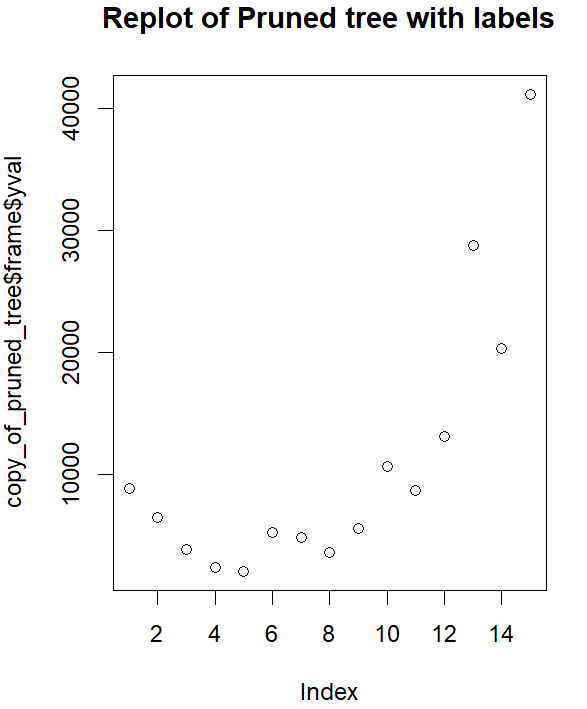 Replot of Pruned tree with labels
copy_of_pruned_tree$frame$yval
40000
30000
20000
10000
2 4 6 8 10 12 14
Index